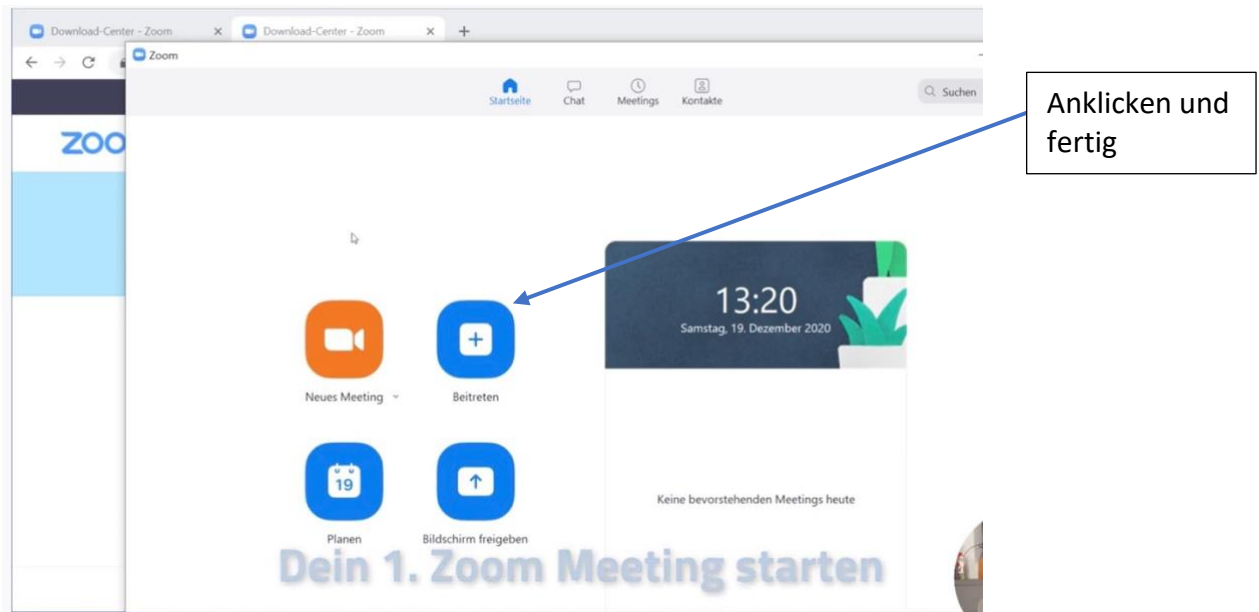 Download-Center - Zoom
Download-Center - Zoom
Zoom
Startseite
Chat
Meetings
Kontakte
Suchen
Anklicken und
fertig
zoo
13:20
Samstag, 19. Dezember 2020
Neues Meeting
Beitreten
19
Planen
Bildschirm freigeben
Keine bevorstehenden Meetings heute
Dein 1. Zoom Meeting starten